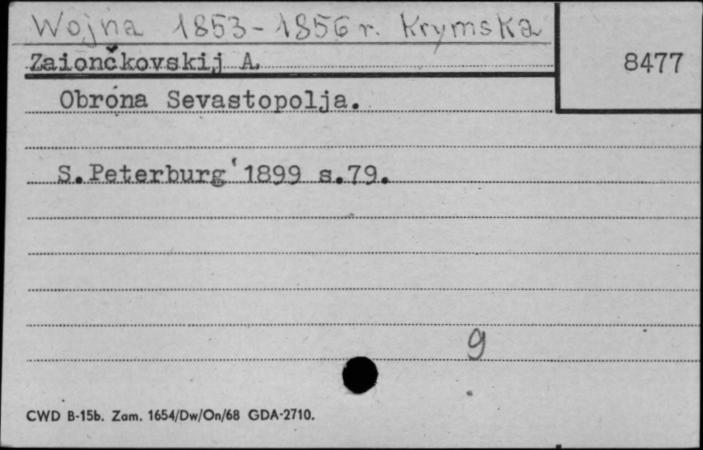 Wojna 1853-1856 r. Krymska
Zaiončkovskij A.
8477
Obróna Sevastopolja.
S.Peterburg' 1899 s.79.
9
CWD B-15b. Zam. 1654/Dw/On/68 GDA-2710.